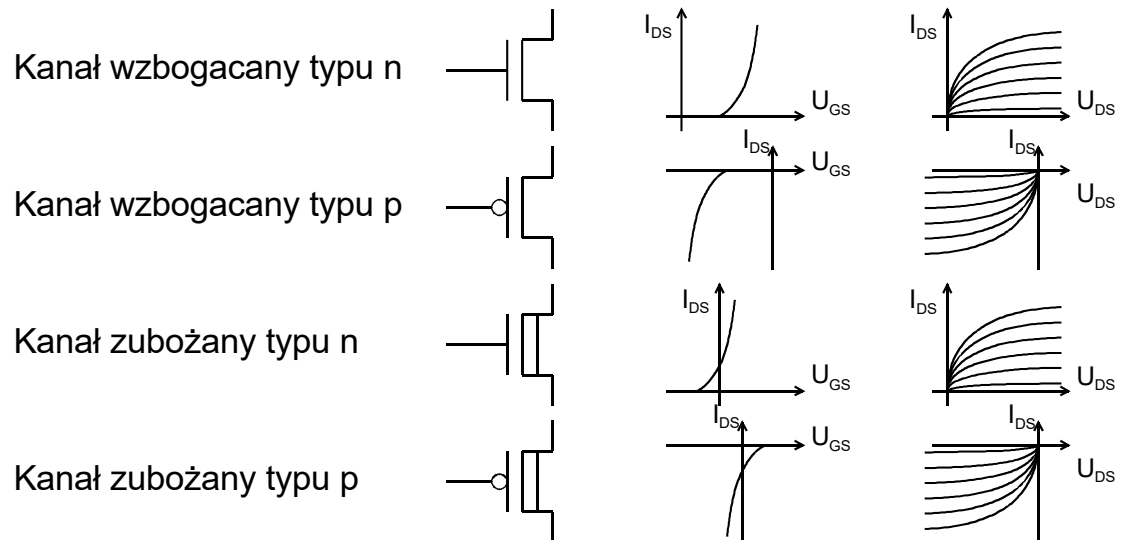 Kanał wzbogacany typu n
I_DS
U_GS
I_DS
U_DS
Kanał wzbogacany typu p
I_DS
U_GS
I_DS
U_DS
Kanał zubożany typu n
I_DS
U_GS
I_DS
U_DS
Kanał zubożany typu p
I_DS
U_GS
I_DS
U_DS